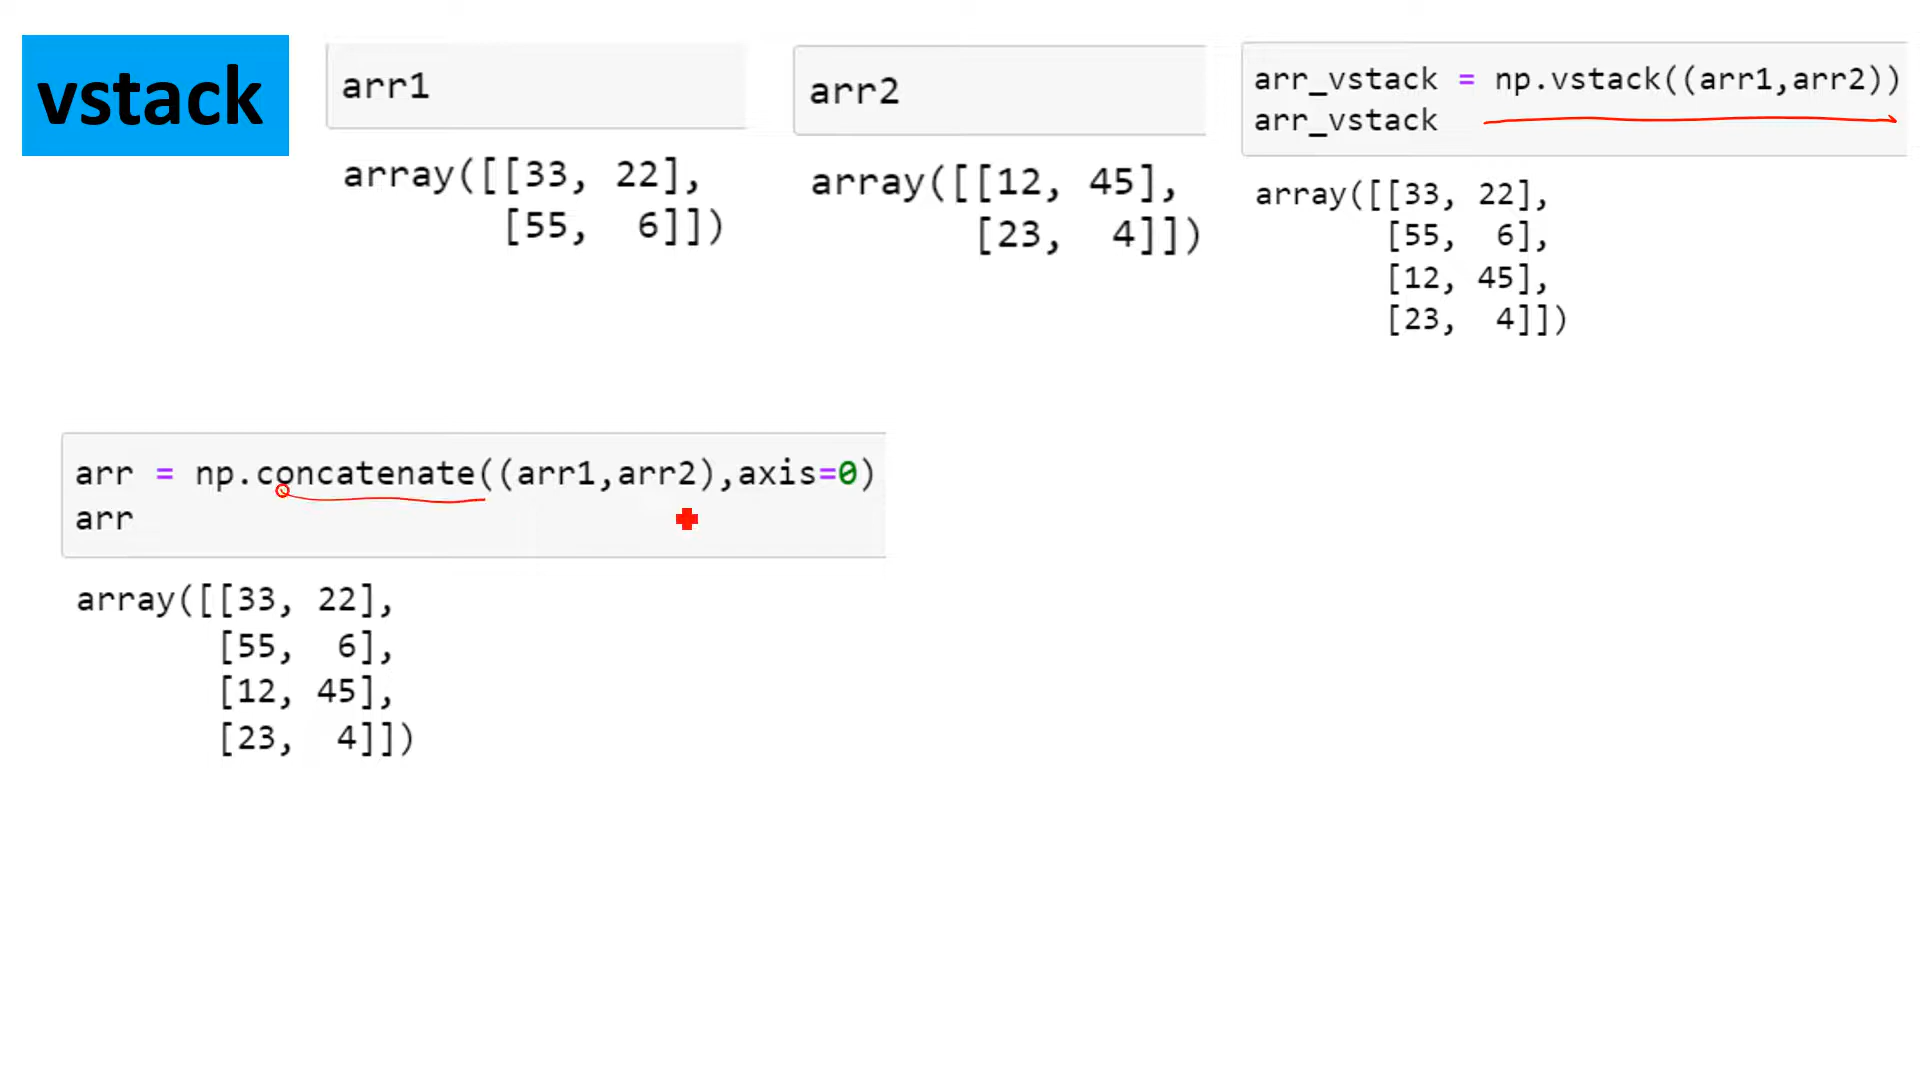 vstack
arr1
array([[33, 22],
       [55,  6]])
arr2
array([[12, 45],
       [23,  4]])
arr_vstack = np.vstack((arr1,arr2))
arr_vstack
array([[33, 22],
       [55,  6],
       [12, 45],
       [23,  4]])
arr = np.concatenate((arr1,arr2),axis=0)
arr
array([[33, 22],
       [55,  6],
       [12, 45],
       [23,  4]])